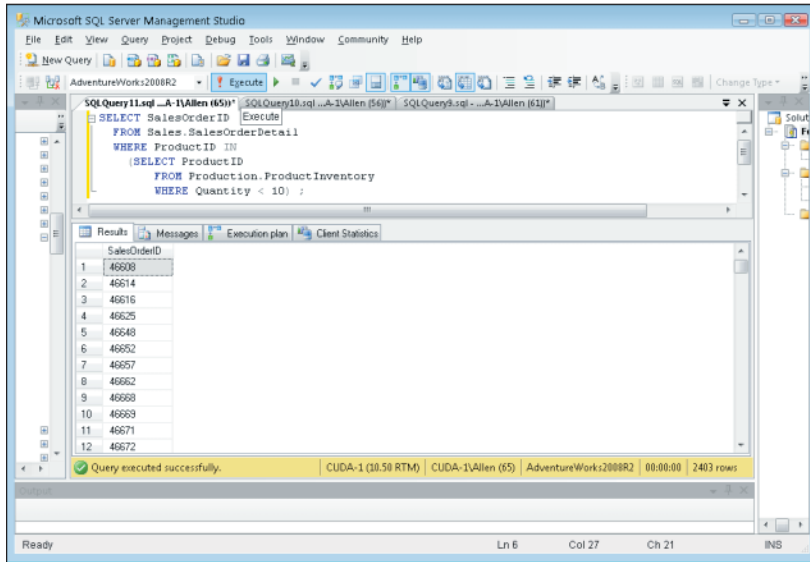 Microsoft SQL Server Management Studio
File Edit View Query Project Debug Tools Window Community Help
New Query
AdventureWorks2008R2 Execute Change Type
SQLQuery11.sql ...A-1\Allen (65))* SQLQuery10.sql ...A-1\Allen (56))* SQLQuery9.sql - ...A-1\Allen (61))*
Solut
SELECT SalesOrderID
Execute
FROM Sales.SalesOrderDetail
WHERE ProductID IN
(SELECT ProductID
FROM Production.ProductInventory
WHERE Quantity < 10) ;
Results Messages Execution plan Client Statistics
SalesOrderID
1 46608
2 46614
3 46616
4 46625
5 46648
6 46652
7 46657
8 46662
9 46668
10 46669
11 46671
12 46672
Query executed successfully. CUDA-1 (10.50 RTM) CUDA-1\Allen (65) AdventureWorks2008R2 00:00:00 2403 rows
Output
Ready Ln 6 Col 27 Ch 21 INS